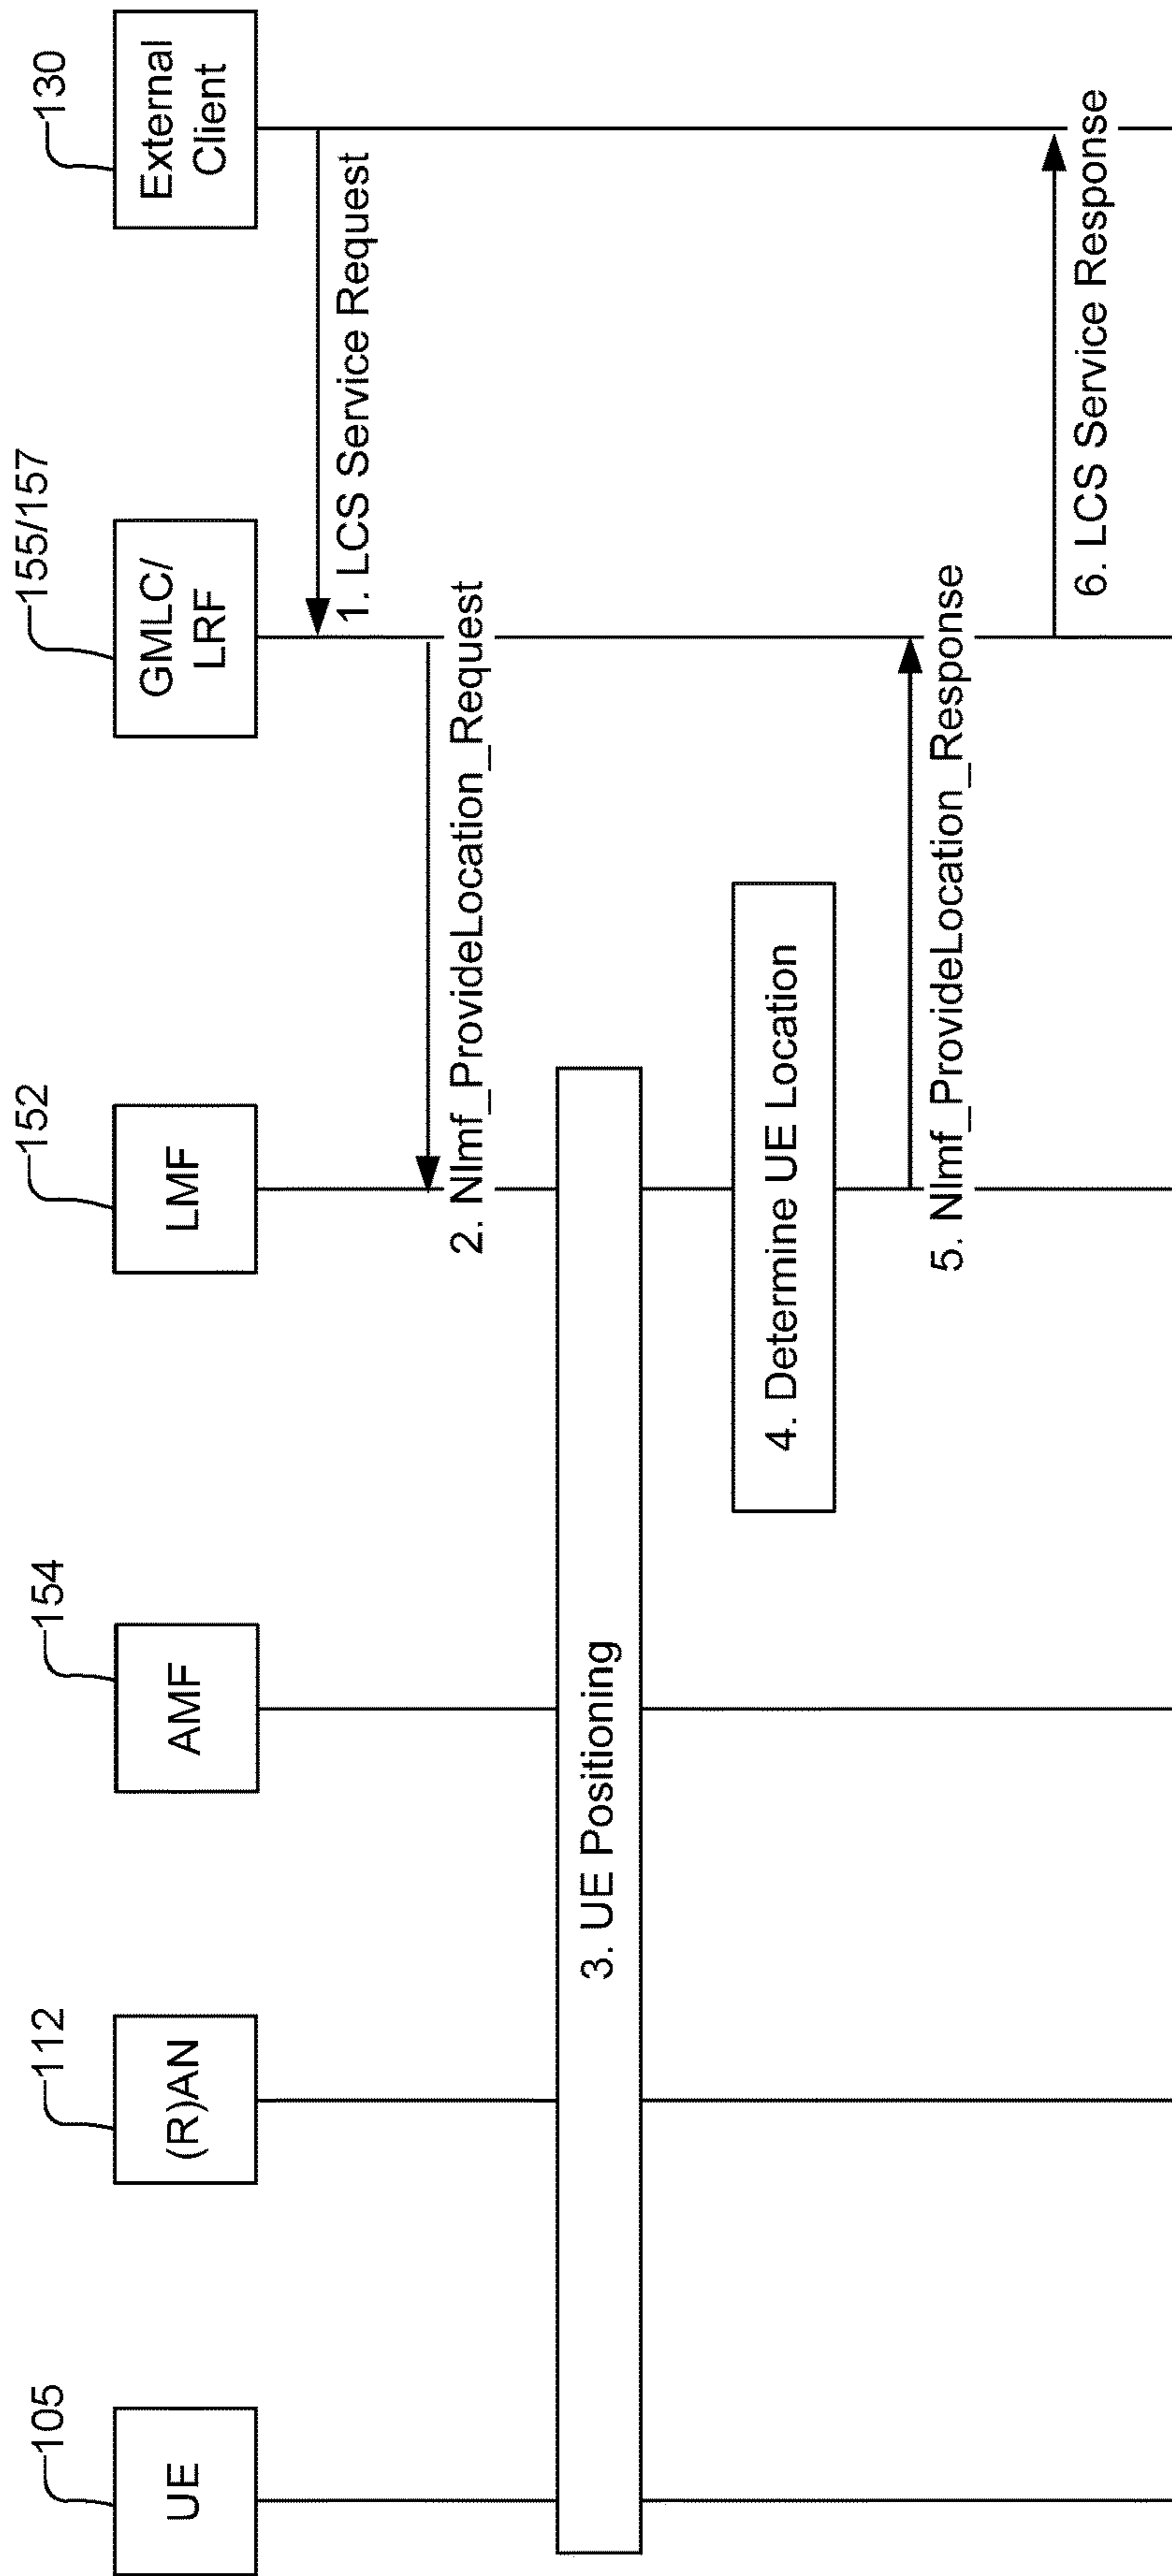 105
112
154
152
155/157
130
UE
(R)AN
AMF
LMF
GMLC/
LRF
External
Client
1. LCS Service Request
2. Nlmf_ProvideLocation_Request
3. UE Positioning
4. Determine UE Location
5. Nlmf_ProvideLocation_Response
6. LCS Service Response